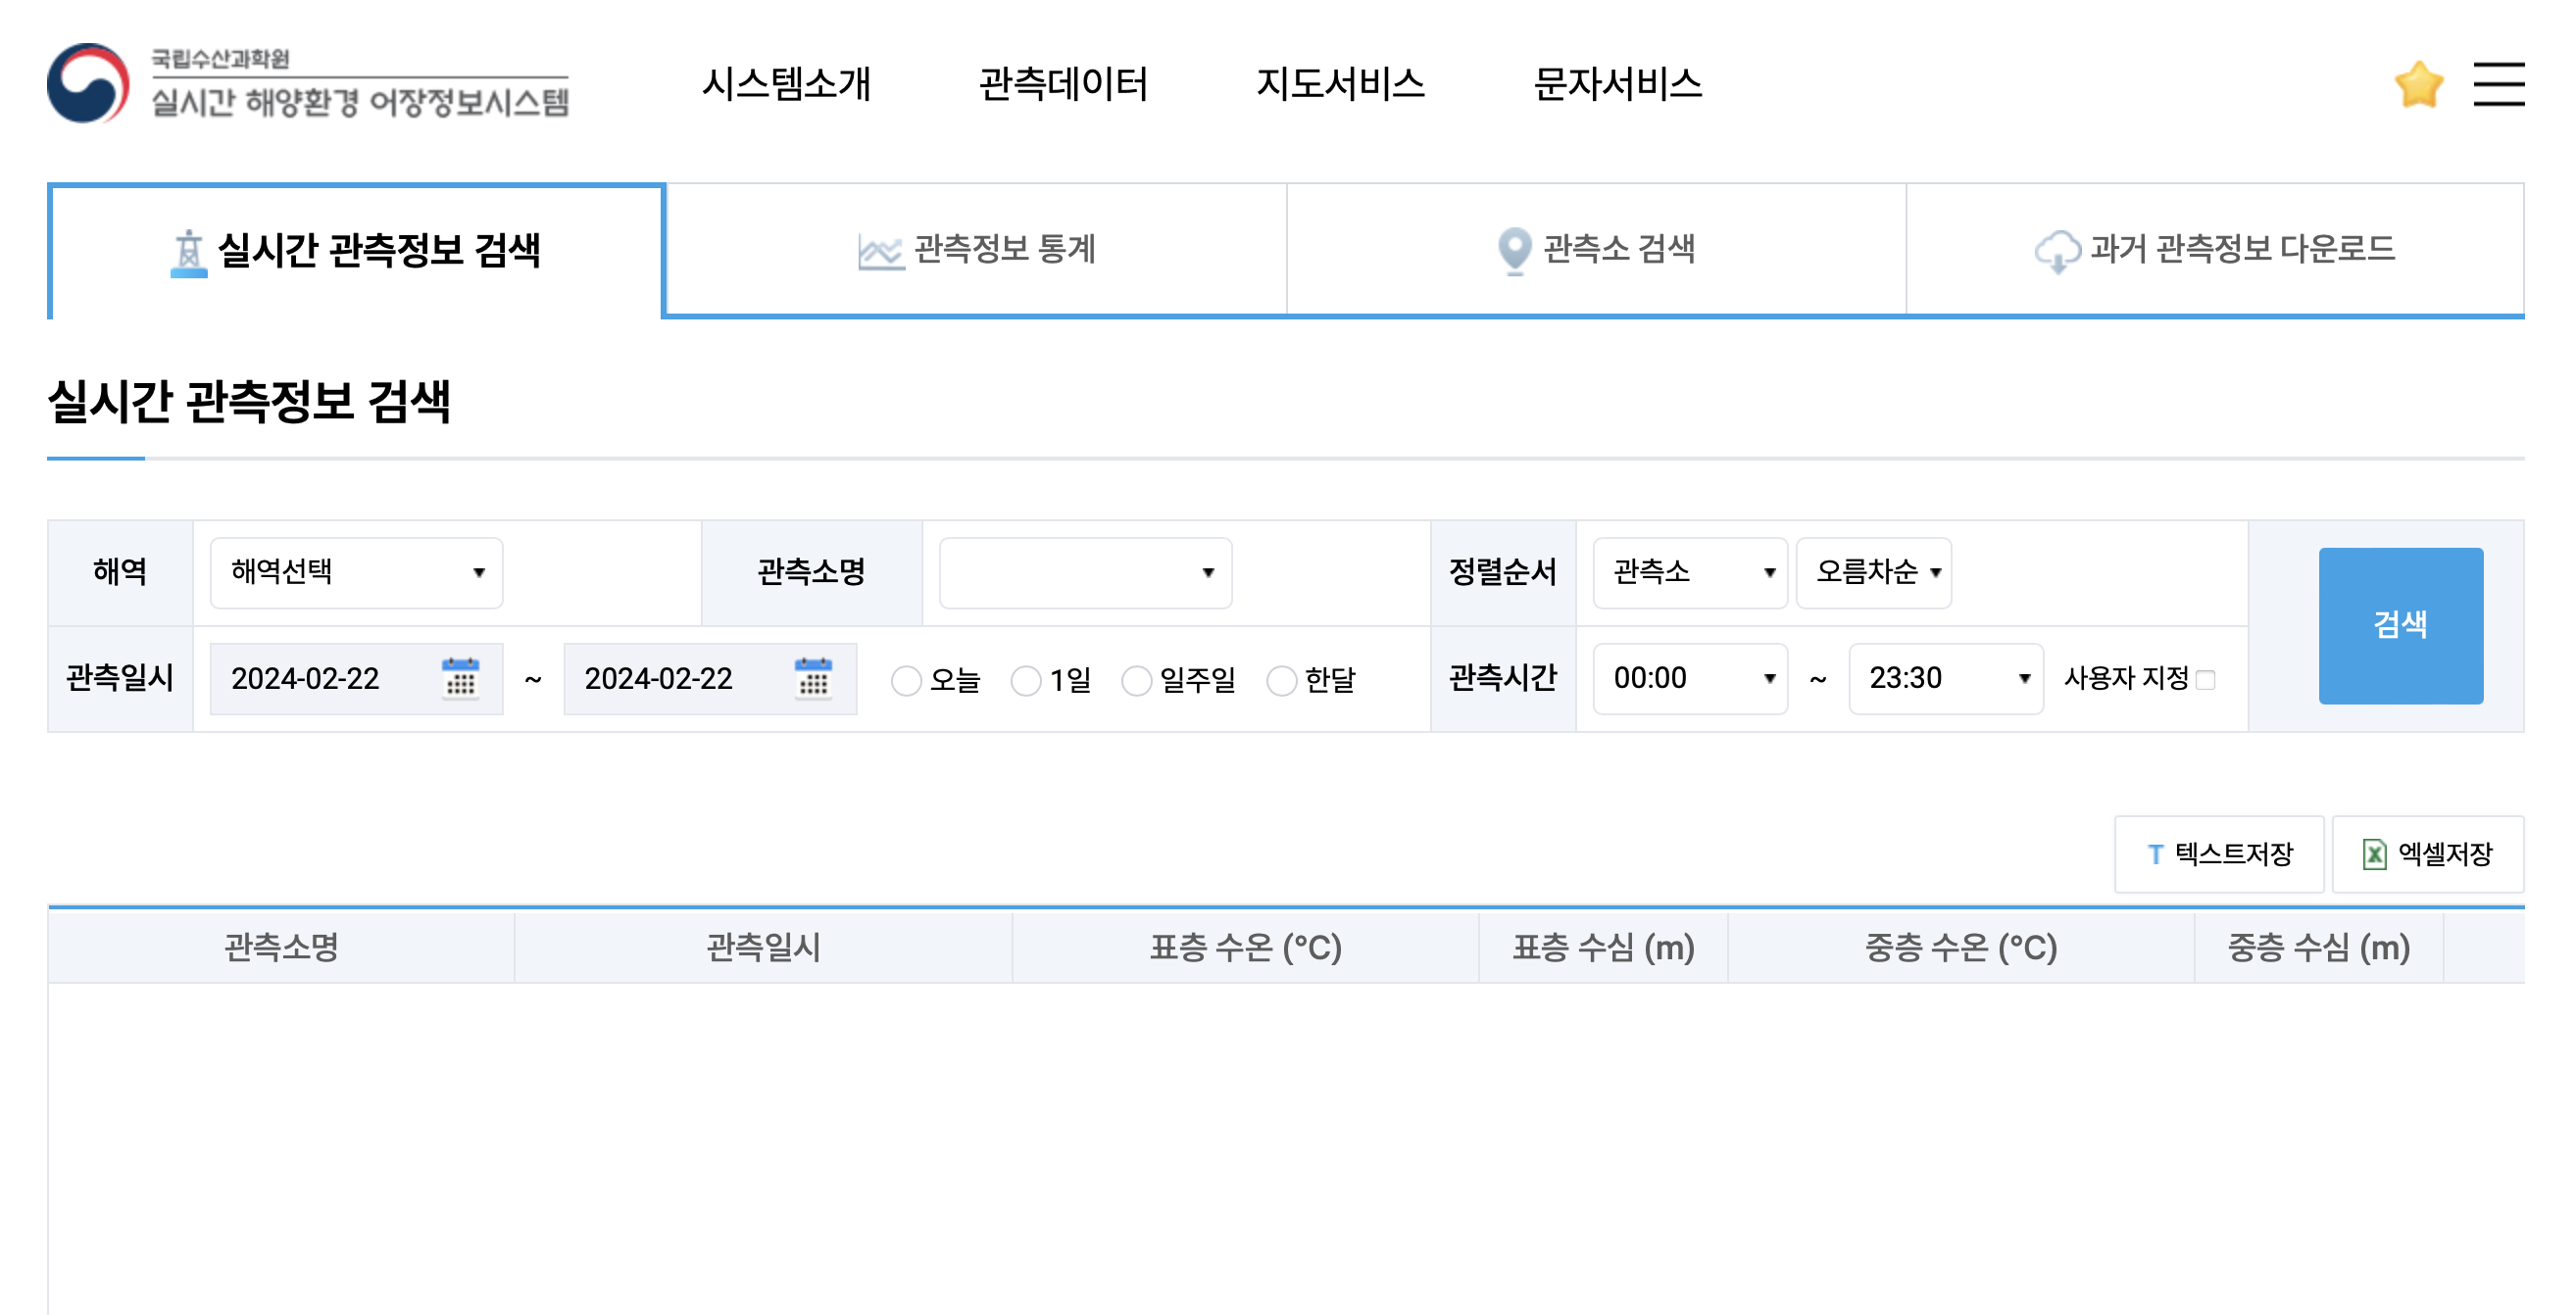 국립수산과학원
실시간 해양환경 어장정보시스템
시스템소개 관측데이터 지도서비스 문자서비스
실시간 관측정보 검색 관측정보 통계 관측소 검색 과거 관측정보 다운로드
실시간 관측정보 검색
해역 해역선택 관측소명 정렬순서 관측소 오름차순
검색
관측일시 2024-02-22 ~ 2024-02-22 오늘 1일 일주일 한달 관측시간 00:00 ~ 23:30 사용자 지정
T 텍스트저장 엑셀저장
관측소명 관측일시 표층 수온 (°C) 표층 수심 (m) 중층 수온 (°C) 중층 수심 (m)